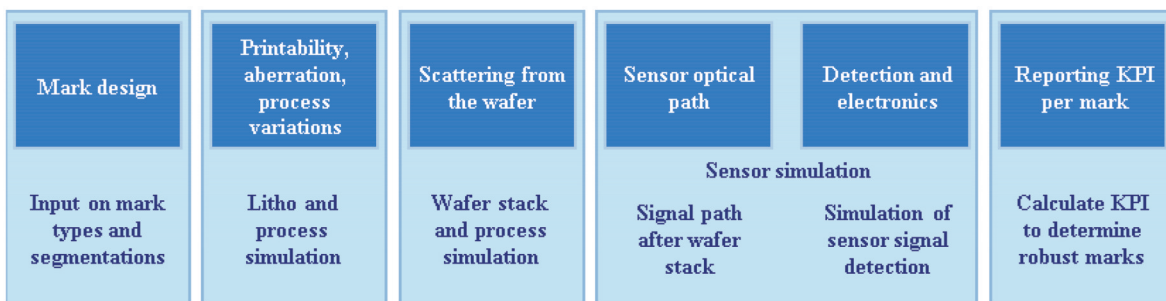 Mark design
Input on mark
types and
segmentations
Printability,
aberration,
process
variations
Litho and
process
simulation
Scattering from
the wafer
Wafer stack
and process
simulation
Sensor optical
path
Detection and
electronics
Sensor simulation
Signal path
after wafer
stack
Simulation of
sensor signal
detection
Reporting KPI
per mark
Calculate KPI
to determine
robust marks